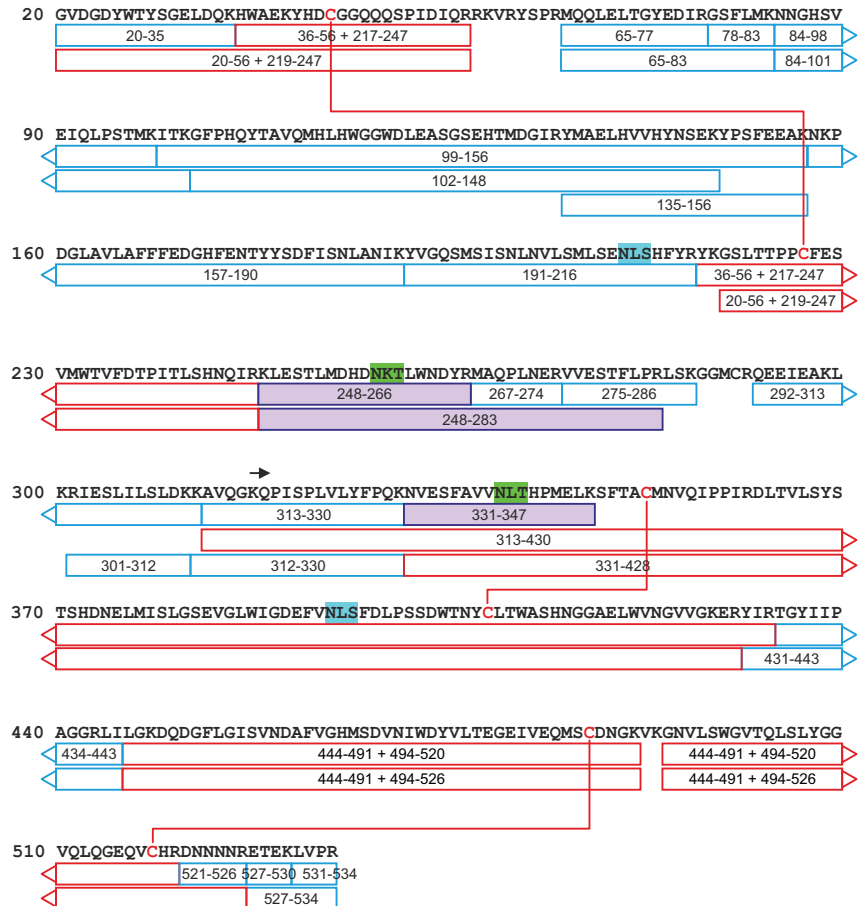 20 GVDGDYWTYSGELDQKHWAEKYHDCGGQQQSPIDIQRRKVRYSPRMQQLELTGYEDIRGSFLMKNNGHSV
20-35 36-56 + 217-247 65-77 78-83 84-98
20-56 + 219-247 65-83 84-101
90 EIQLPSTMKITKGFPHQYTAVQMHLHWGGWDLEASGSEHTMDGIRYMAELHVVHYNSEKYPSFEEAKNKP
99-156
102-148
135-156
160 DGLAVLAFFFEDGHFENTYYSDFISNLANIKYVGQSMSISNLNVLSMLSENLSHFYRYKGSLTTPPCFES
157-190 191-216 36-56 + 217-247
20-56 + 219-247
230 VMWTVFDTPITLSHNQIRKLESTLMDHDNKTLWNDYRMAQPLNERVVESTFLPRLSKGGMCRQEEIEAKL
248-266 267-274 275-286 292-313
248-283
300 KRIESLILSLDKKAVQGKQPISPLVLYFPQKNVESFAVVNLTHPMELKSFTACMNVQIPPIRDLTVLSYS
313-330 331-347
313-430
301-312 312-330 331-428
370 TSHDNELMISLGSEVGLWIGDEFVNLSFDLPSSDWTNYCLTWASHNGGAELWVNGVVGKERYIRTGYIIP
431-443
440 AGGRLILGKDQDGFLGISVNDAFVGHMSDVNIWDYVLTEGEIVEQMSCDNGKVKGNVLSWGVTQLSLYGG
434-443 444-491 + 494-520 444-491 + 494-520
444-491 + 494-526 444-491 + 494-526
510 VQLQGEQVCHRDNNNNRETEKLVPR
521-526 527-530 531-534
527-534